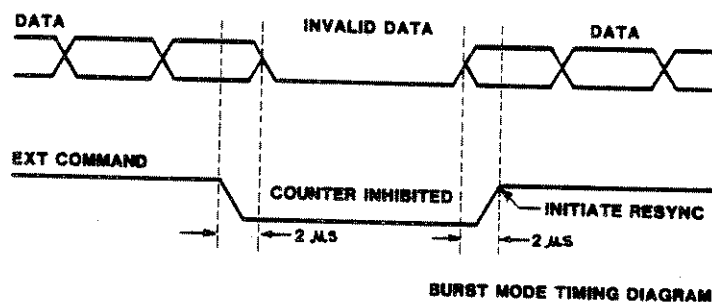 DATA
INVALID DATA
DATA
EXT COMMAND
COUNTER INHIBITED
INITIATE RESYNC
2 µs
2 µs
BURST MODE TIMING DIAGRAM